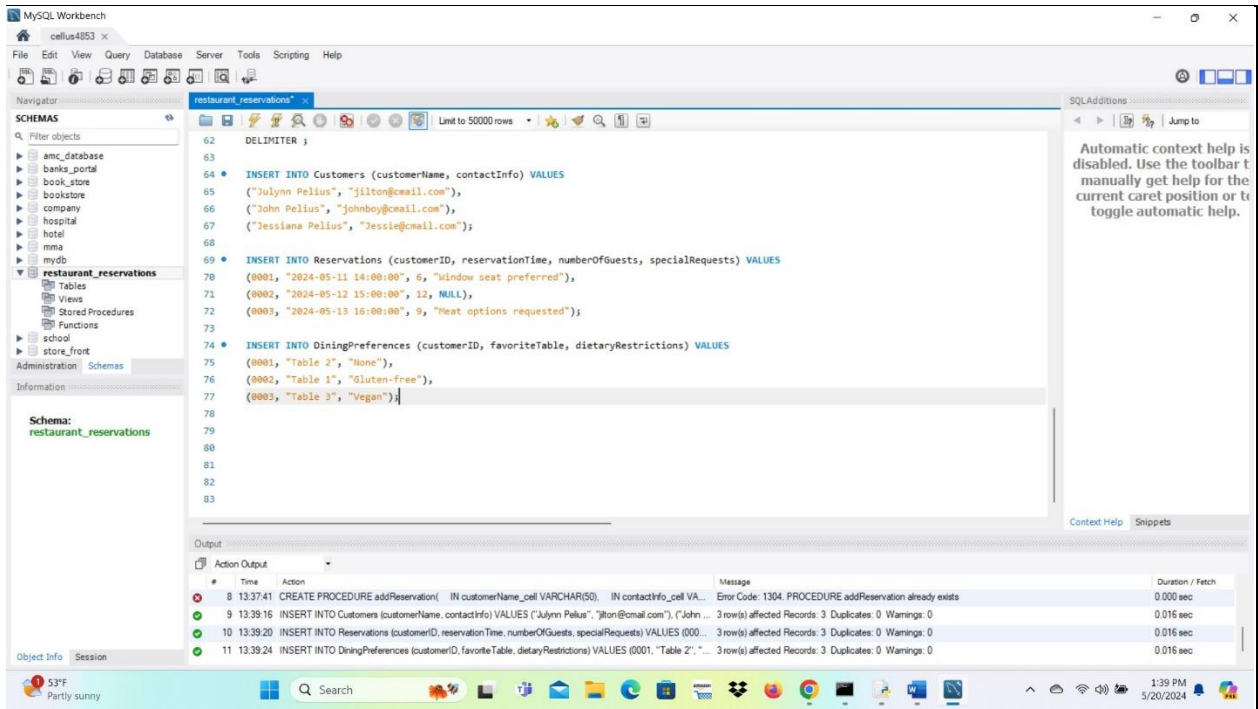 MySQL Workbench
cellus4853 ×
File Edit View Query Database Server Tools Scripting Help
Navigator
restaurant_reservations* ×
SQLAdditions
SCHEMAS
Limit to 50000 rows
Jump to
Filter objects
amc_database
banks_portal
book_store
bookstore
company
hospital
hotel
mma
mydb
restaurant_reservations
Tables
Views
Stored Procedures
Functions
school
store_front
Administration Schemas
Information
Schema:
restaurant_reservations
Object Info Session
62 DELIMITER ;
63
64 INSERT INTO Customers (customerName, contactInfo) VALUES
65 ("Julynn Pelius", "jilton@cmail.com"),
66 ("John Pelius", "johnboy@cmail.com"),
67 ("Jessiana Pelius", "Jessie@cmail.com");
68
69 INSERT INTO Reservations (customerID, reservationTime, numberOfGuests, specialRequests) VALUES
70 (0001, "2024-05-11 14:00:00", 6, "Window seat preferred"),
71 (0002, "2024-05-12 15:00:00", 12, NULL),
72 (0003, "2024-05-13 16:00:00", 9, "Meat options requested");
73
74 INSERT INTO DiningPreferences (customerID, favoriteTable, dietaryRestrictions) VALUES
75 (0001, "Table 2", "None"),
76 (0002, "Table 1", "Gluten-free"),
77 (0003, "Table 3", "Vegan");
78
79
80
81
82
83
Automatic context help is
disabled. Use the toolbar t
manually get help for the
current caret position or to
toggle automatic help.
Context Help Snippets
Output
Action Output
# Time Action Message Duration / Fetch
8 13:37:41 CREATE PROCEDURE addReservation( IN customerName_cell VARCHAR(50), IN contactInfo_cell VA... Error Code: 1304. PROCEDURE addReservation already exists 0.000 sec
9 13:39:16 INSERT INTO Customers (customerName, contactInfo) VALUES ("Julynn Pelius", "jilton@cmail.com"), ("John ... 3 row(s) affected Records: 3 Duplicates: 0 Warnings: 0 0.016 sec
10 13:39:20 INSERT INTO Reservations (customerID, reservationTime, numberOfGuests, specialRequests) VALUES (000... 3 row(s) affected Records: 3 Duplicates: 0 Warnings: 0 0.016 sec
11 13:39:24 INSERT INTO DiningPreferences (customerID, favoriteTable, dietaryRestrictions) VALUES (0001, "Table 2", "... 3 row(s) affected Records: 3 Duplicates: 0 Warnings: 0 0.016 sec
1
53°F
Partly sunny
Search
1:39 PM
5/20/2024